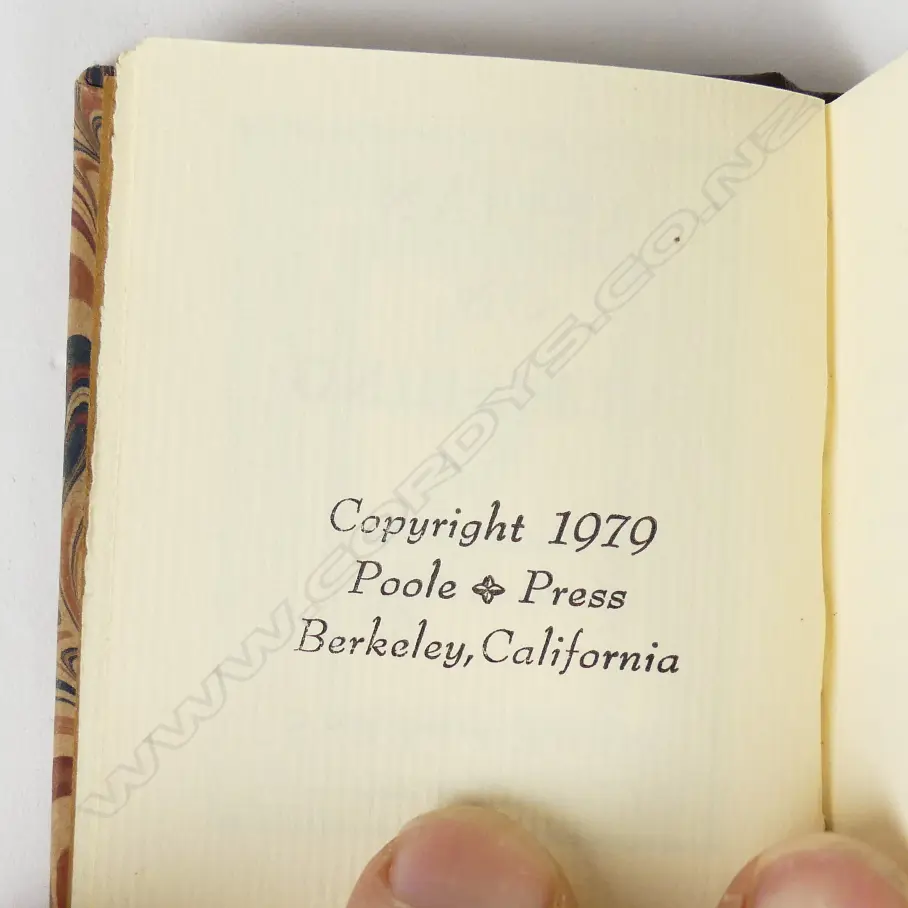 Copyright 1979
Poole ✤ Press
Berkeley, California
WWW.CORDYS.CO.NZ